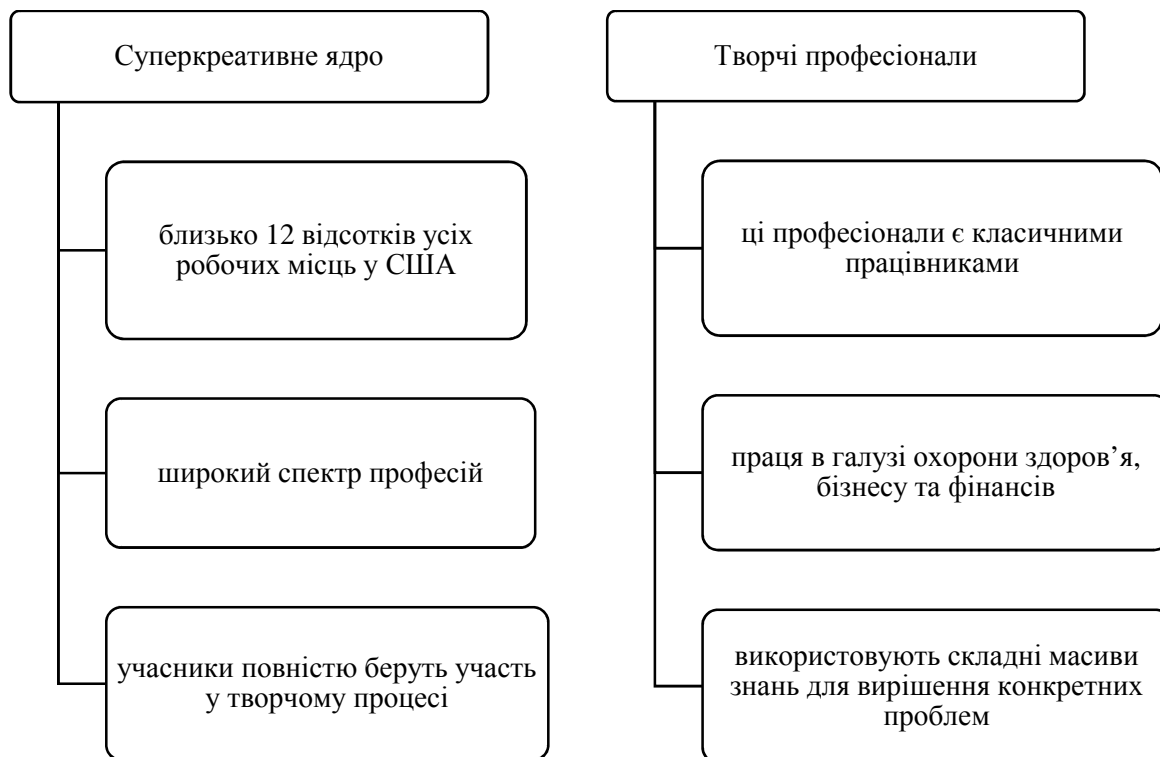 Суперкреативне ядро
близько 12 відсотків усіх
робочих місць у США
широкий спектр професій
учасники повністю беруть участь
у творчому процесі
Творчі професіонали
ці професіонали є класичними
працівниками
праця в галузі охорони здоров’я,
бізнесу та фінансів
використовують складні масиви
знань для вирішення конкретних
проблем